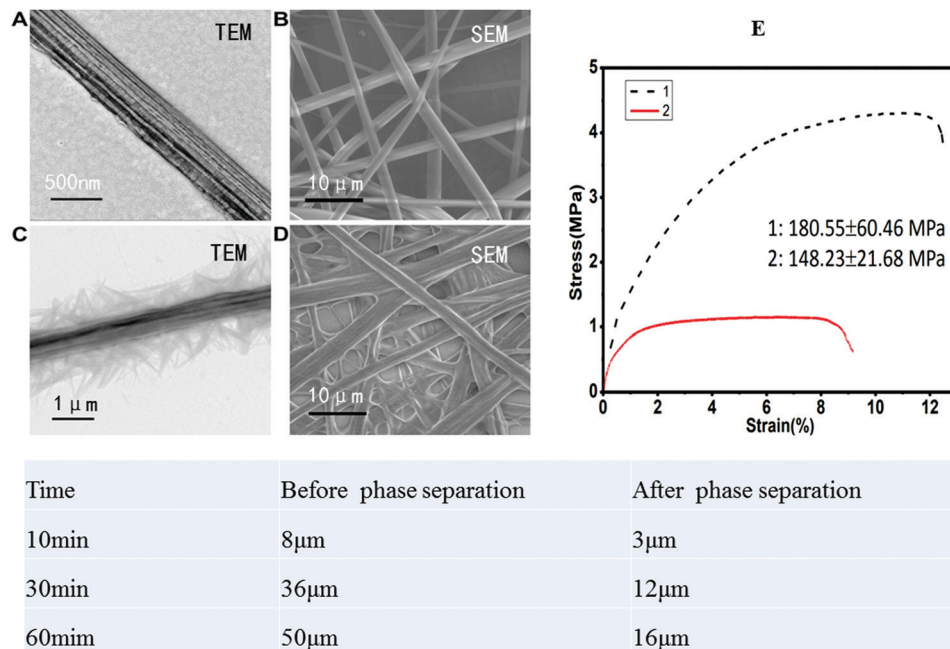 A
TEM
500nm
B
SEM
10 μm
C
TEM
1 μm
D
SEM
10 μm
E
5
4
3
2
1
0
Stress(MPa)
1
2
1: 180.55±60.46 MPa
2: 148.23±21.68 MPa
0 2 4 6 8 10 12
Strain(%)
Time Before phase separation After phase separation
10min 8μm 3μm
30min 36μm 12μm
60mim 50μm 16μm